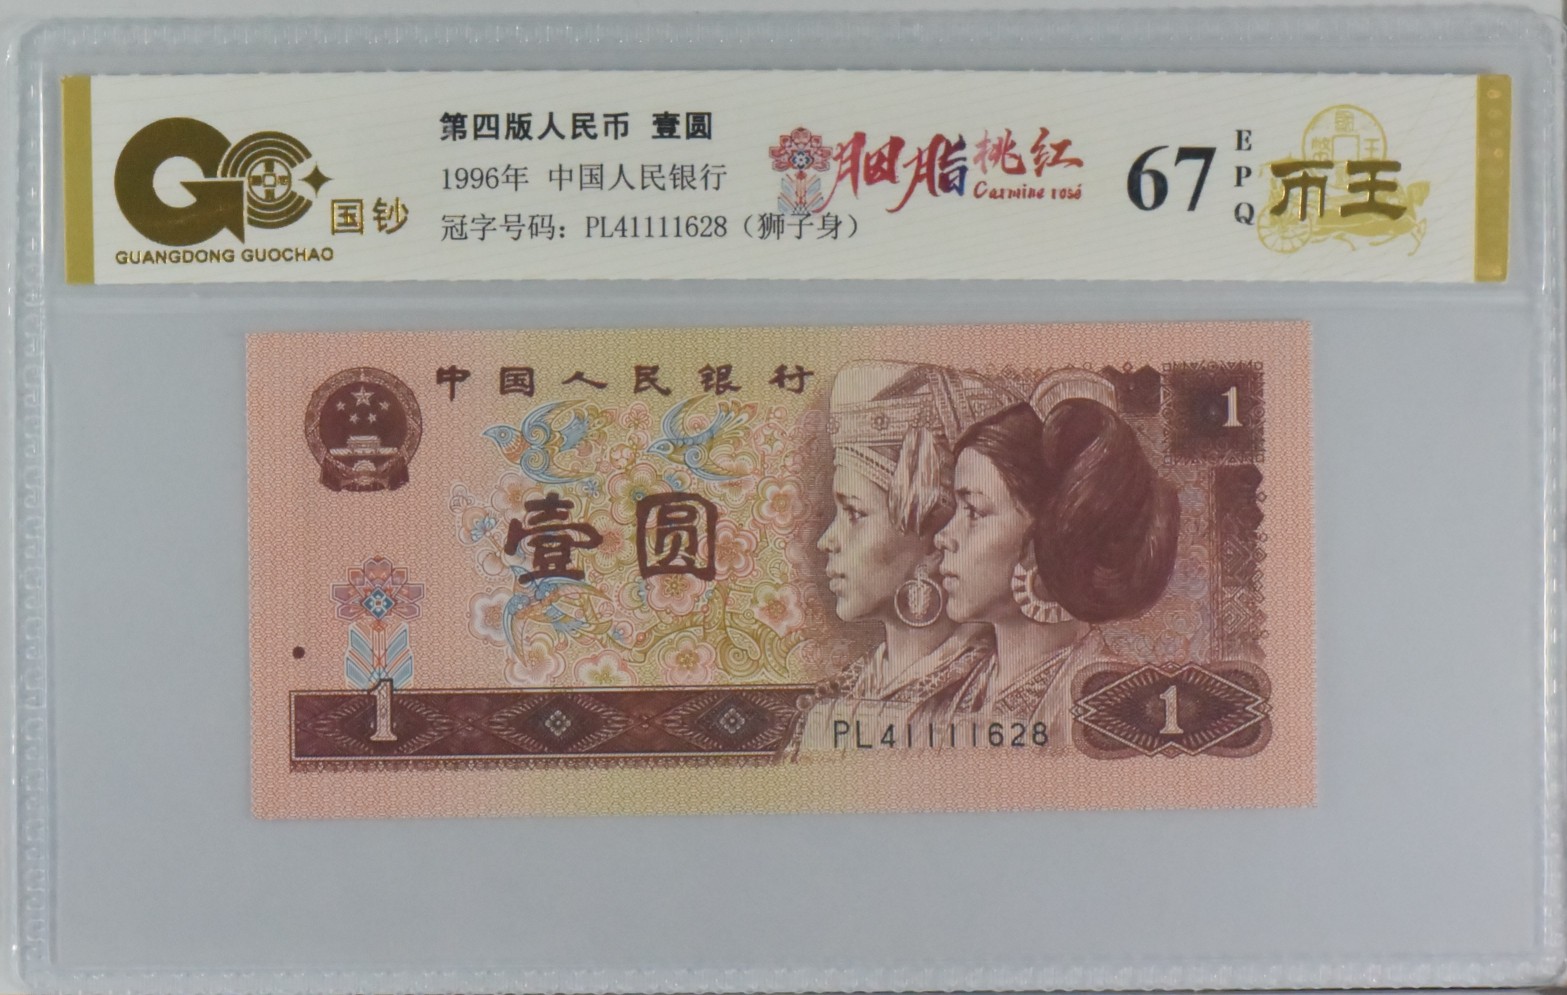 GC
国钞
GUANGDONG GUOCHAO
第四版人民币 壹圆
1996年 中国人民银行
冠字号码：PL41111628（狮子身）
胭脂桃红
Carmine rosé
67
EPQ
币王
中国人民银行
1
壹圆
1
PL41111628
1